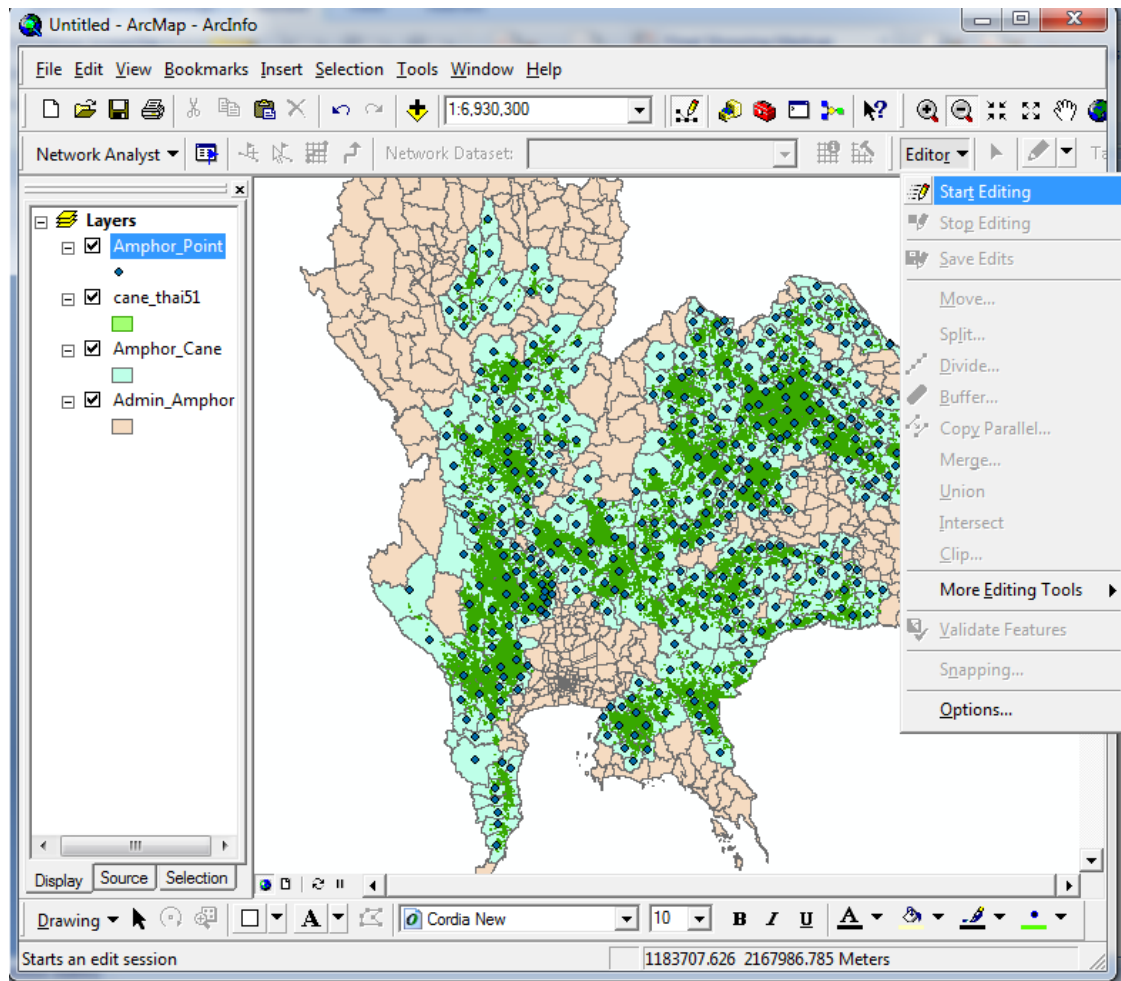 Untitled - ArcMap - ArcInfo
File Edit View Bookmarks Insert Selection Tools Window Help
1:6,930,300
Network Analyst Network Dataset: Editor Ta
Layers
Amphor_Point
cane_thai51
Amphor_Cane
Admin_Amphor
Start Editing
Stop Editing
Save Edits
Move...
Split...
Divide...
Buffer...
Copy Parallel...
Merge...
Union
Intersect
Clip...
More Editing Tools
Validate Features
Snapping...
Options...
Display Source Selection
Drawing A Cordia New 10 B I U A
Starts an edit session 1183707.626 2167986.785 Meters